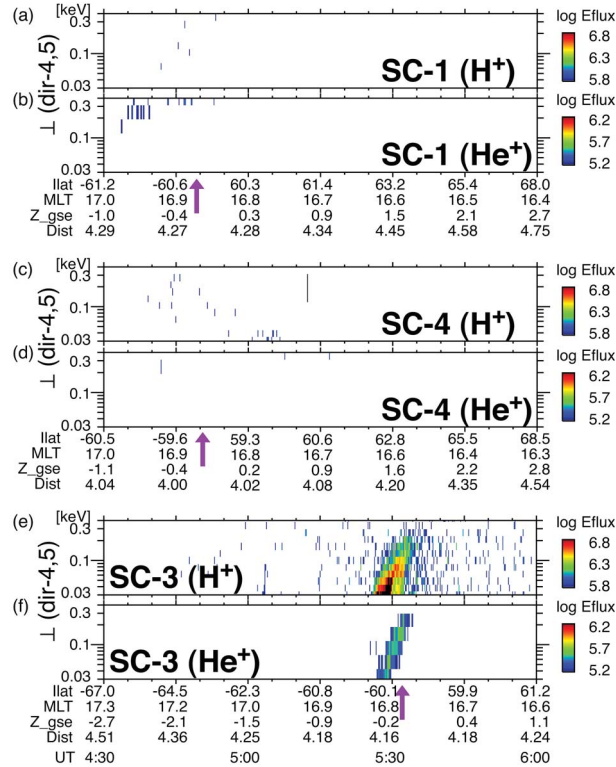 (a) [keV] log Eflux
0.3 6.8
0.1
SC-1 (H+)
0.03 5.8
(b) log Eflux
0.3 6.2
0.1
SC-1 (He+)
0.03 5.2
⊥ (dir-4,5)
Ilat -61.2 -60.6 60.3 61.4 63.2 65.4 68.0
MLT 17.0 16.9 16.8 16.7 16.6 16.5 16.4
Z_gse -1.0 -0.4 0.3 0.9 1.5 2.1 2.7
Dist 4.29 4.27 4.28 4.34 4.45 4.58 4.75
(c) [keV] log Eflux
0.3 6.8
0.1
SC-4 (H+)
0.03 5.8
(d) log Eflux
0.3 6.2
0.1
SC-4 (He+)
0.03 5.2
⊥ (dir-4,5)
Ilat -60.5 -59.6 59.3 60.6 62.8 65.4 68.5
MLT 17.0 16.9 16.8 16.7 16.6 16.4 16.3
Z_gse -1.1 -0.4 0.2 0.9 1.6 2.2 2.8
Dist 4.04 4.00 4.02 4.08 4.20 4.35 4.54
(e) [keV] log Eflux
0.3 6.8
0.1
SC-3 (H+)
0.03 5.8
(f) log Eflux
0.3 6.2
0.1
SC-3 (He+)
0.03 5.2
⊥ (dir-4,5)
Ilat -67.0 -64.5 -62.3 -60.8 -60.1 59.9 61.2
MLT 17.3 17.2 17.0 16.9 16.8 16.7 16.6
Z_gse -2.7 -2.1 -1.5 -0.9 -0.2 0.4 1.1
Dist 4.51 4.36 4.25 4.18 4.16 4.18 4.24
UT 4:30 5:00 5:30 6:00